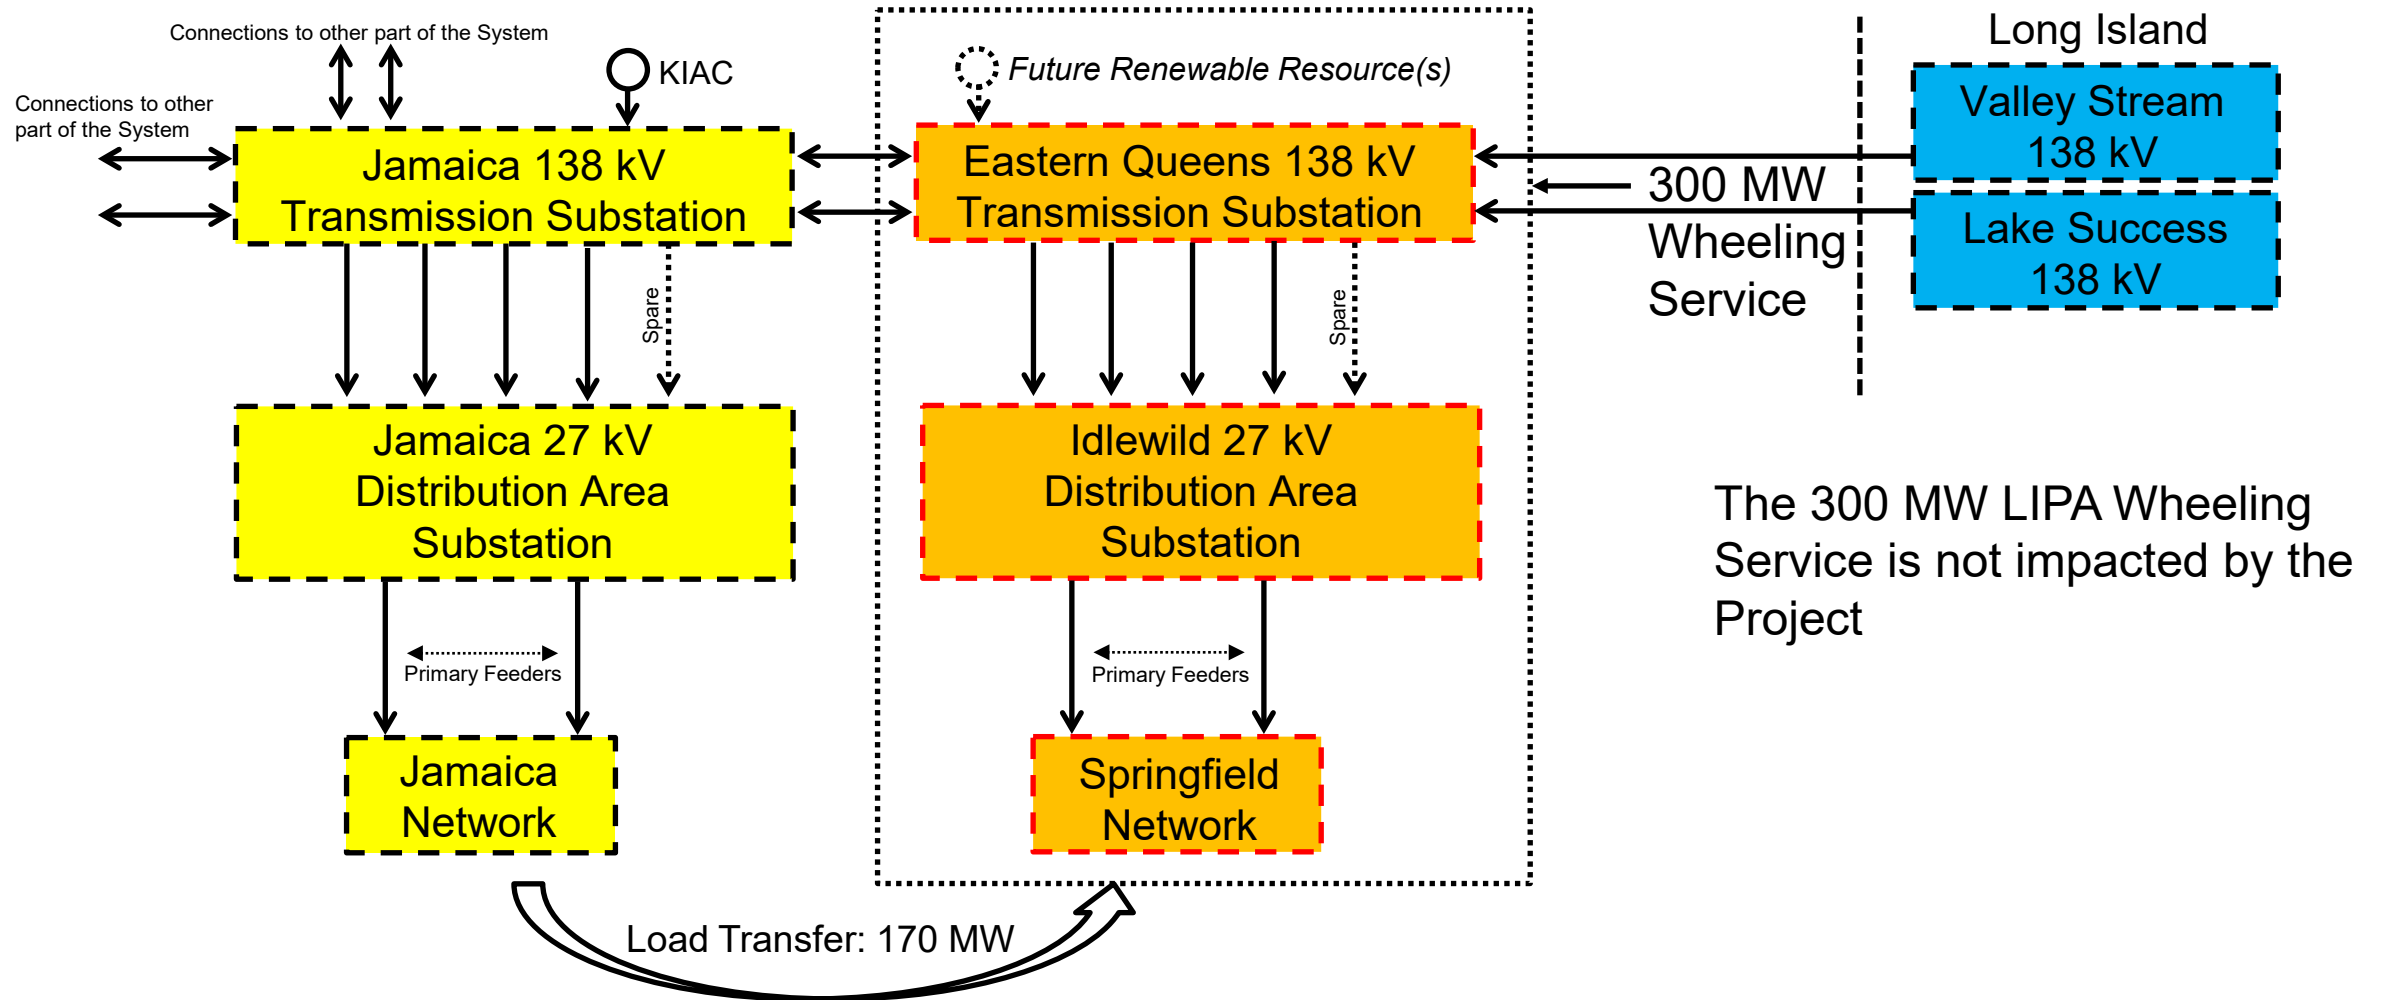 Connections to other part of the System
KIAC
Connections to other
part of the System
Jamaica 138 kV
Transmission Substation
Spare
Jamaica 27 kV
Distribution Area
Substation
Primary Feeders
Jamaica
Network
Load Transfer: 170 MW
Future Renewable Resource(s)
Eastern Queens 138 kV
Transmission Substation
Spare
Idlewild 27 kV
Distribution Area
Substation
Primary Feeders
Springfield
Network
300 MW
Wheeling
Service
Long Island
Valley Stream
138 kV
Lake Success
138 kV
The 300 MW LIPA Wheeling
Service is not impacted by the
Project